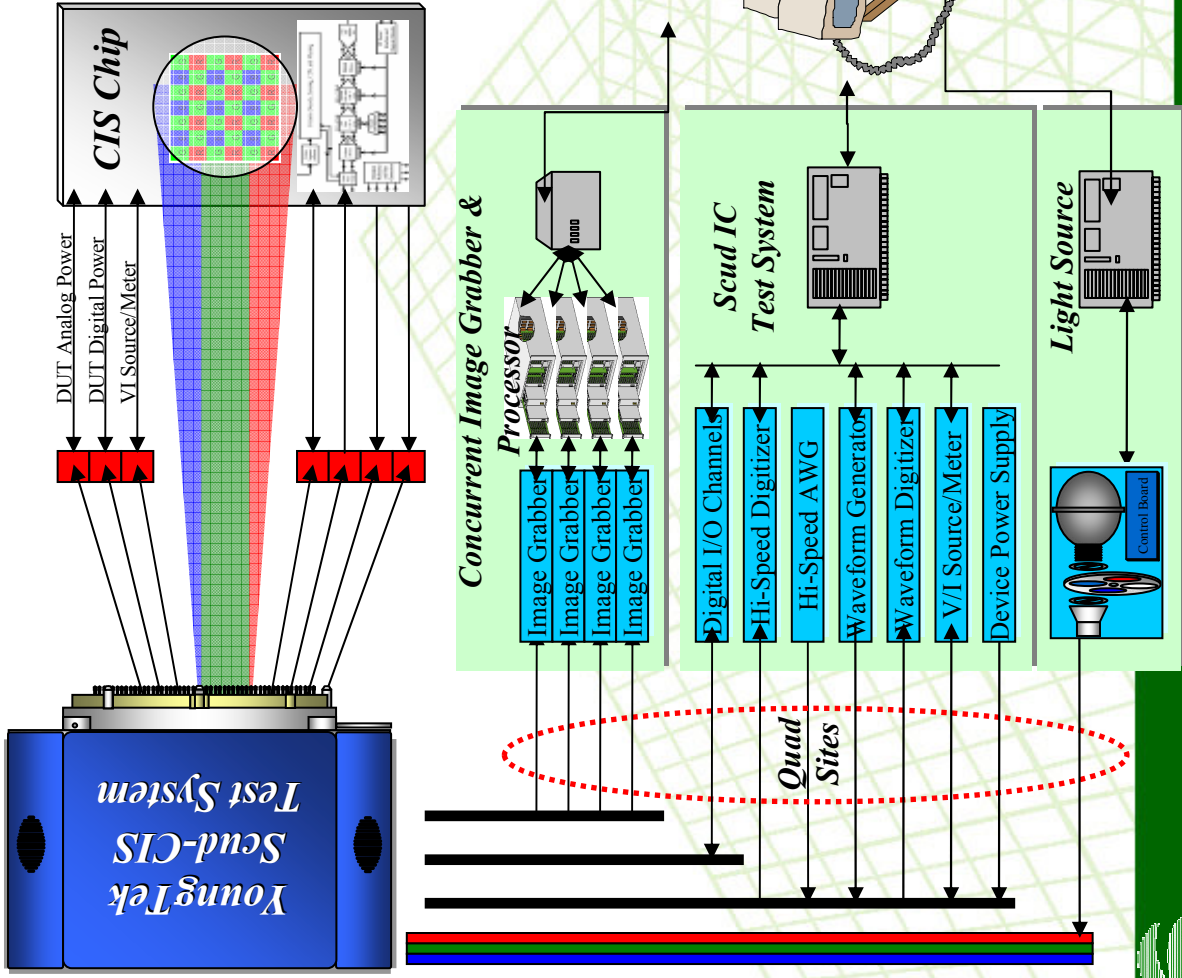 YoungTek
Scud-CIS
Test System
DUT Analog Power
DUT Digital Power
VI Source/Meter
CIS Chip
Concurrent Image Grabber &
Processor
Image Grabber
Image Grabber
Image Grabber
Image Grabber
Scud IC
Test System
Digital I/O Channels
Hi-Speed Digitizer
Hi-Speed AWG
Waveform Generator
Waveform Digitizer
V/I Source/Meter
Device Power Supply
Quad
Sites
Light Source
Control Board